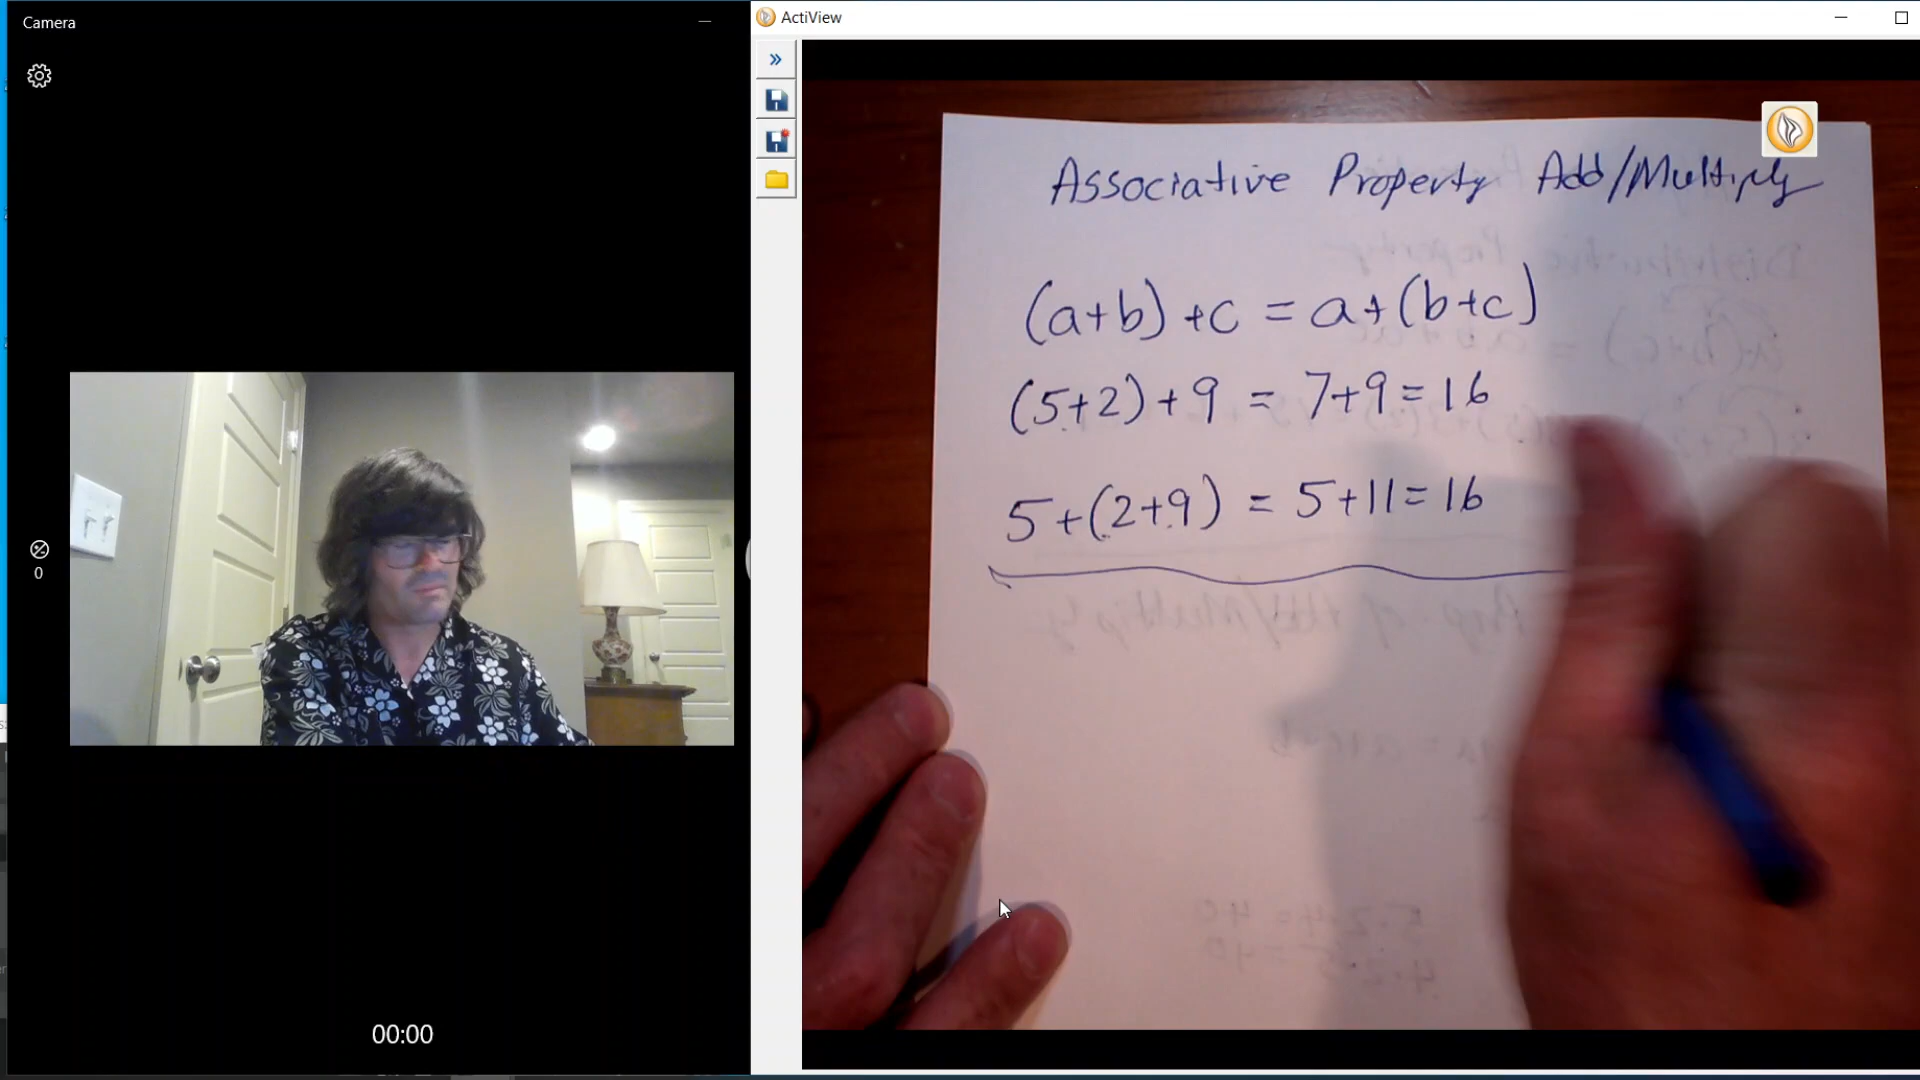 Camera
ActiView
0
00:00
Associative Property Add/Multiply
(a+b)+c = a+(b+c)
(5+2)+9 = 7+9=16
5+(2+9) = 5+11=16